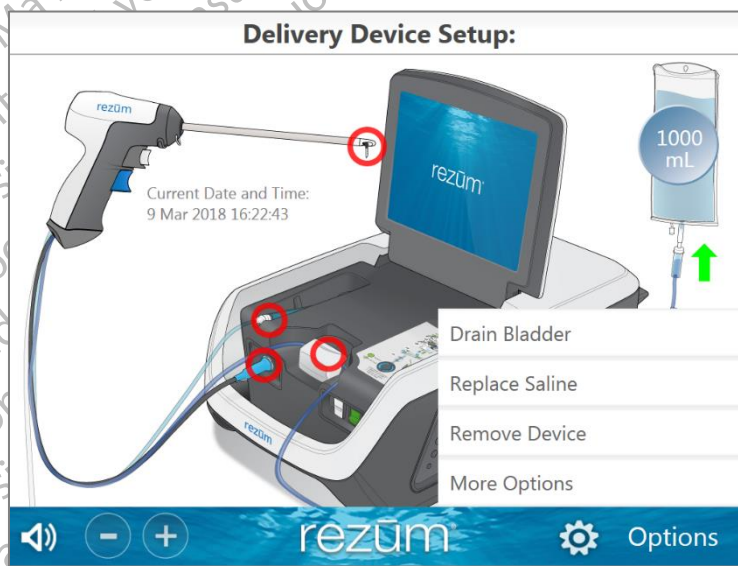 Delivery Device Setup:
rezūm
1000
mL
rezūm
Current Date and Time:
9 Mar 2018 16:22:43
Drain Bladder
Replace Saline
Remove Device
More Options
rezūm
rezūm
Options